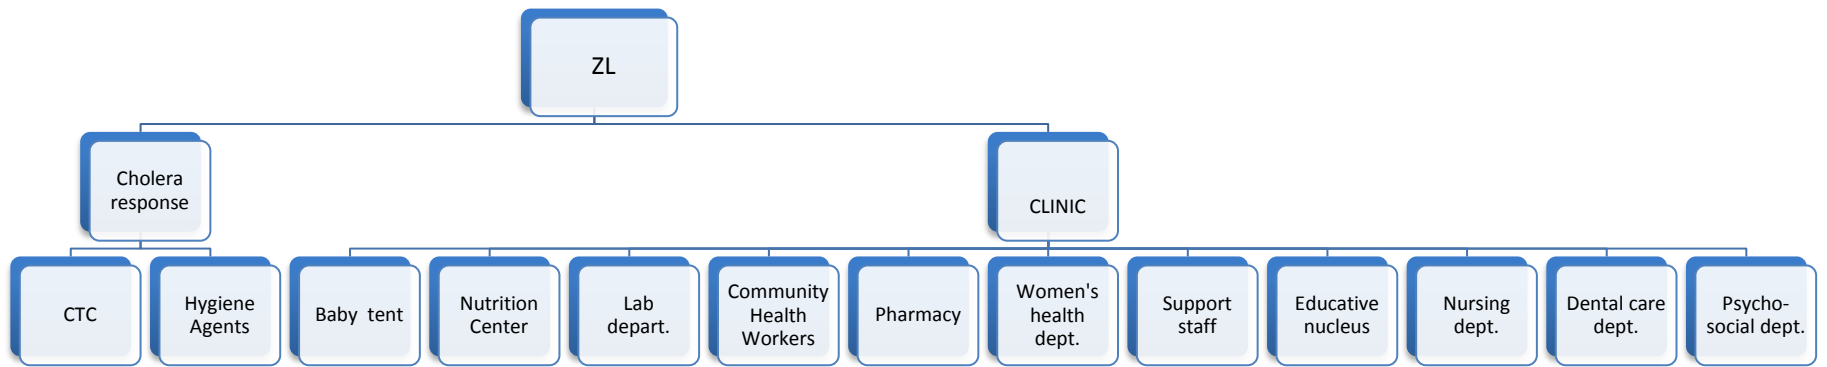 ZL
Cholera
response
CLINIC
CTC
Hygiene
Agents
Baby  tent
Nutrition
Center
Lab
depart.
Community
Health
Workers
Pharmacy
Women's
health
dept.
Support
staff
Educative
nucleus
Nursing
dept.
Dental care
dept.
Psycho-
social dept.